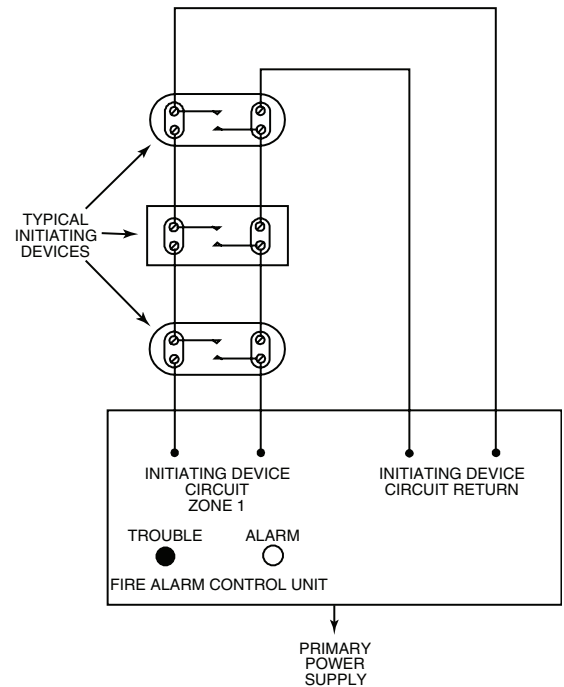 TYPICAL
INITIATING
DEVICES
INITIATING DEVICE
CIRCUIT
ZONE 1
INITIATING DEVICE
CIRCUIT RETURN
TROUBLE
ALARM
FIRE ALARM CONTROL UNIT
PRIMARY
POWER
SUPPLY